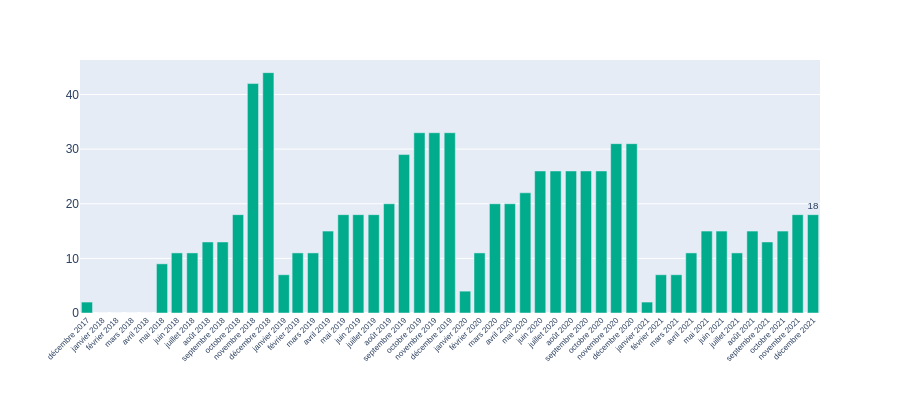 40
30
20
10
0
18
décembre 2017
janvier 2018
février 2018
mars 2018
avril 2018
mai 2018
juin 2018
juillet 2018
août 2018
septembre 2018
octobre 2018
novembre 2018
décembre 2018
janvier 2019
février 2019
mars 2019
avril 2019
mai 2019
juin 2019
juillet 2019
août 2019
septembre 2019
octobre 2019
novembre 2019
décembre 2019
janvier 2020
février 2020
mars 2020
avril 2020
mai 2020
juin 2020
juillet 2020
août 2020
septembre 2020
octobre 2020
novembre 2020
décembre 2020
janvier 2021
février 2021
mars 2021
avril 2021
mai 2021
juin 2021
juillet 2021
août 2021
septembre 2021
octobre 2021
novembre 2021
décembre 2021